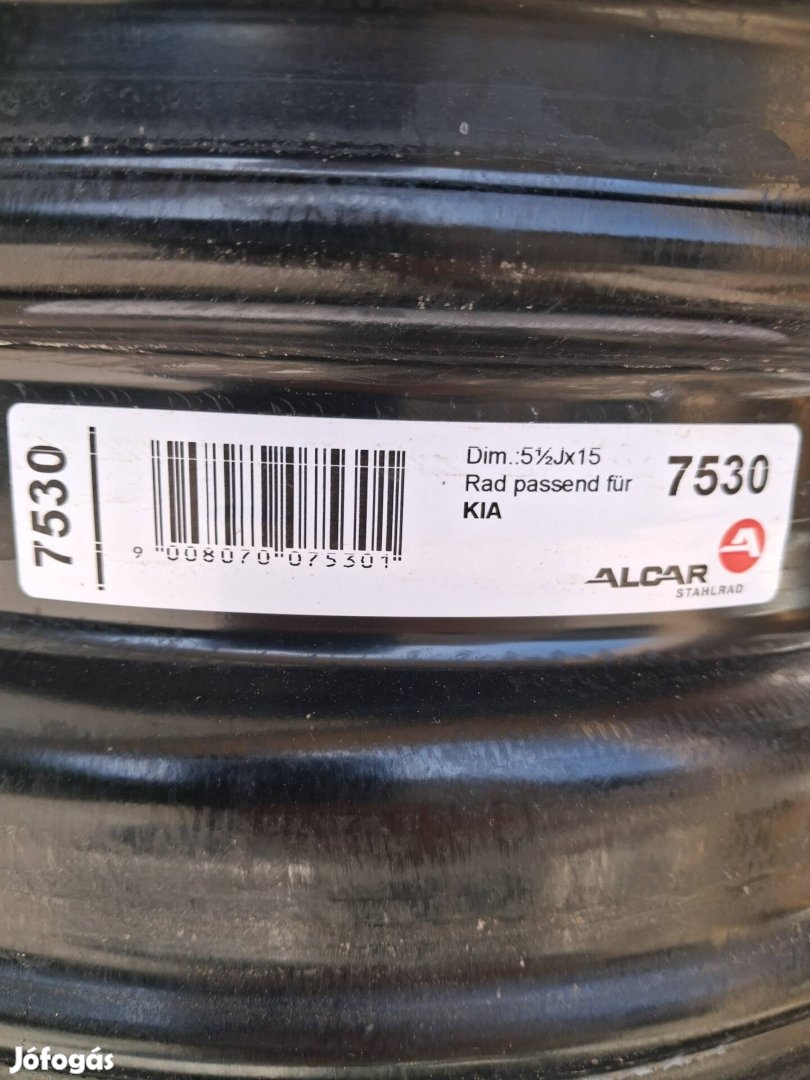 7530
9 008070 075301
Dim.:5½Jx15
Rad passend für
KIA
7530
ALCAR
STAHLRAD
Jófogás